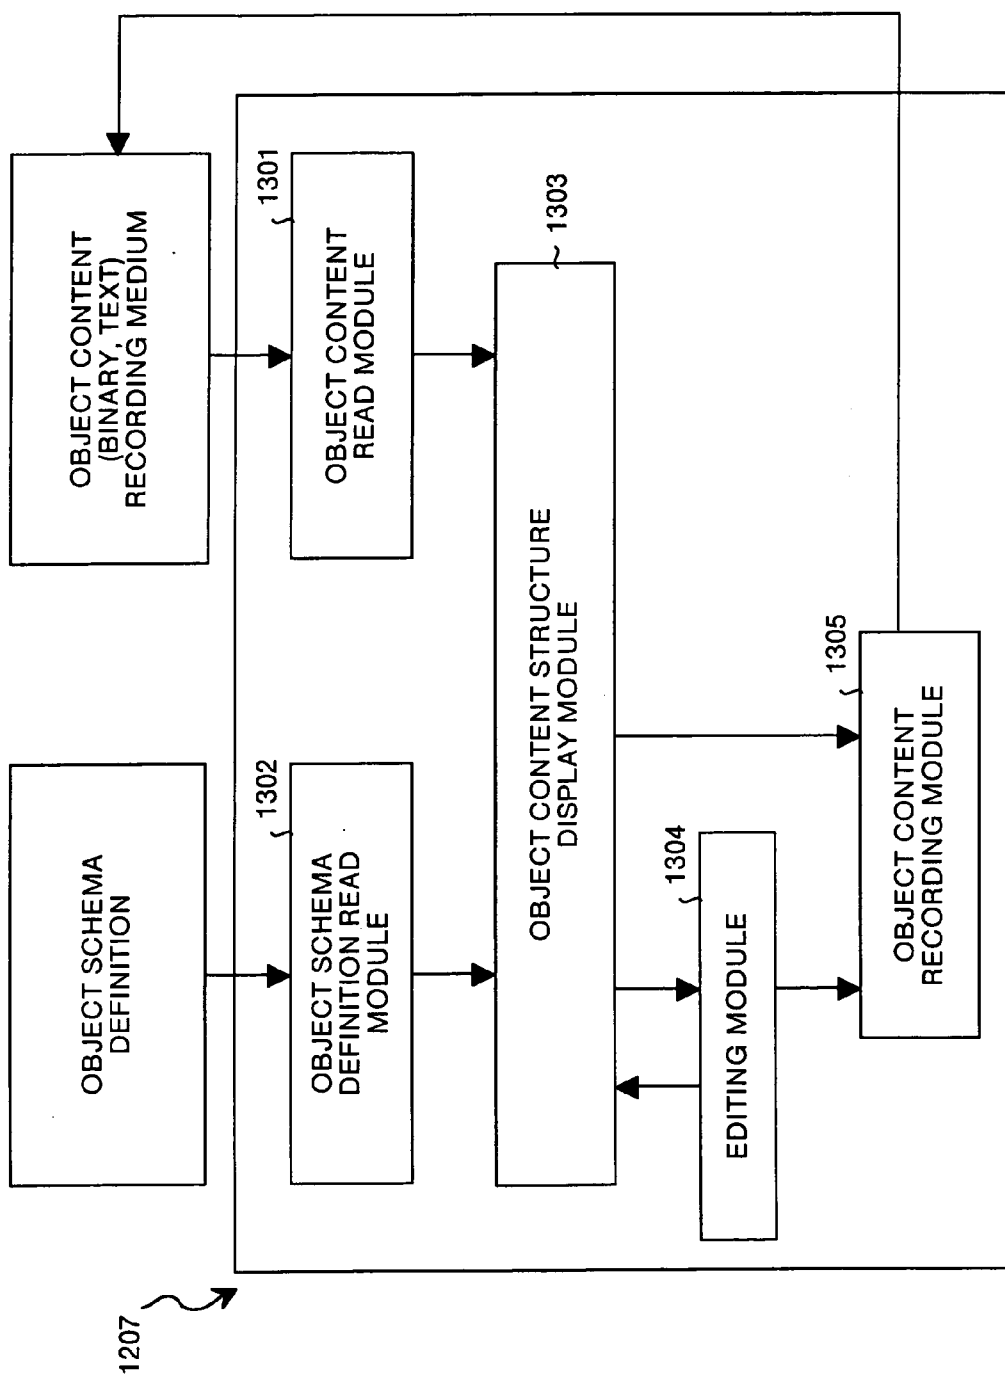 1207
OBJECT SCHEMA
DEFINITION
OBJECT CONTENT
(BINARY, TEXT)
RECORDING MEDIUM
1302
OBJECT SCHEMA
DEFINITION READ
MODULE
1301
OBJECT CONTENT
READ MODULE
1303
OBJECT CONTENT STRUCTURE
DISPLAY MODULE
1304
EDITING MODULE
1305
OBJECT CONTENT
RECORDING MODULE